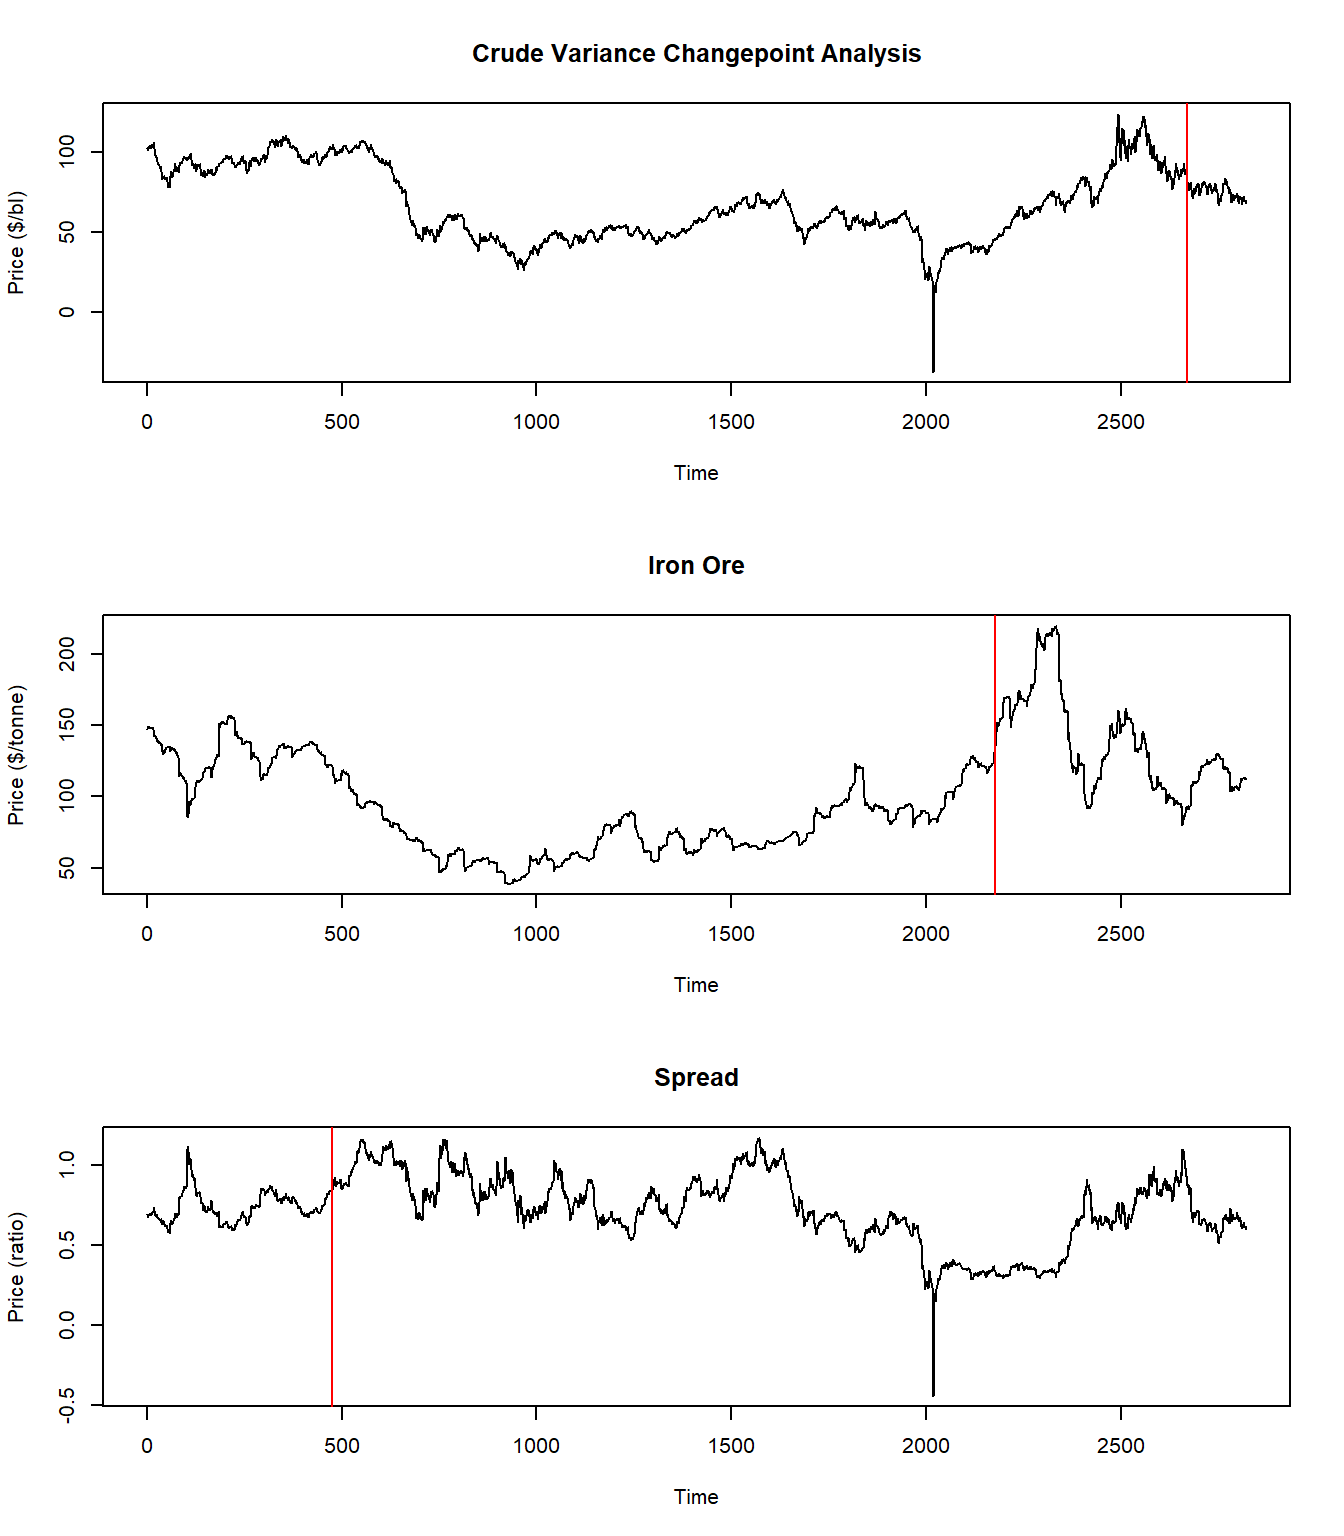 Crude Variance Changepoint Analysis
Price ($/bl)
100
50
0
0 500 1000 1500 2000 2500
Time
Iron Ore
Price ($/tonne)
200
150
100
50
0 500 1000 1500 2000 2500
Time
Spread
Price (ratio)
1.0
0.5
0.0
-0.5
0 500 1000 1500 2000 2500
Time